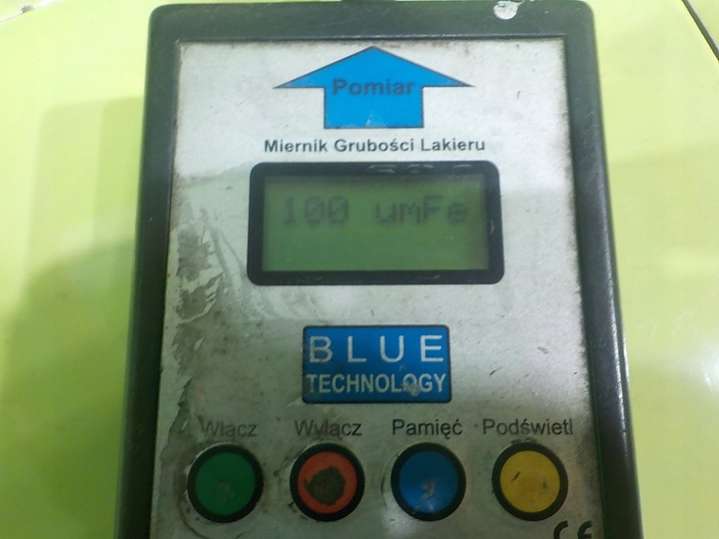 Pomiar
Miernik Grubości Lakieru
100 umFe
BLUE
TECHNOLOGY
Włącz Wyłącz Pamięć Podświetl
CE